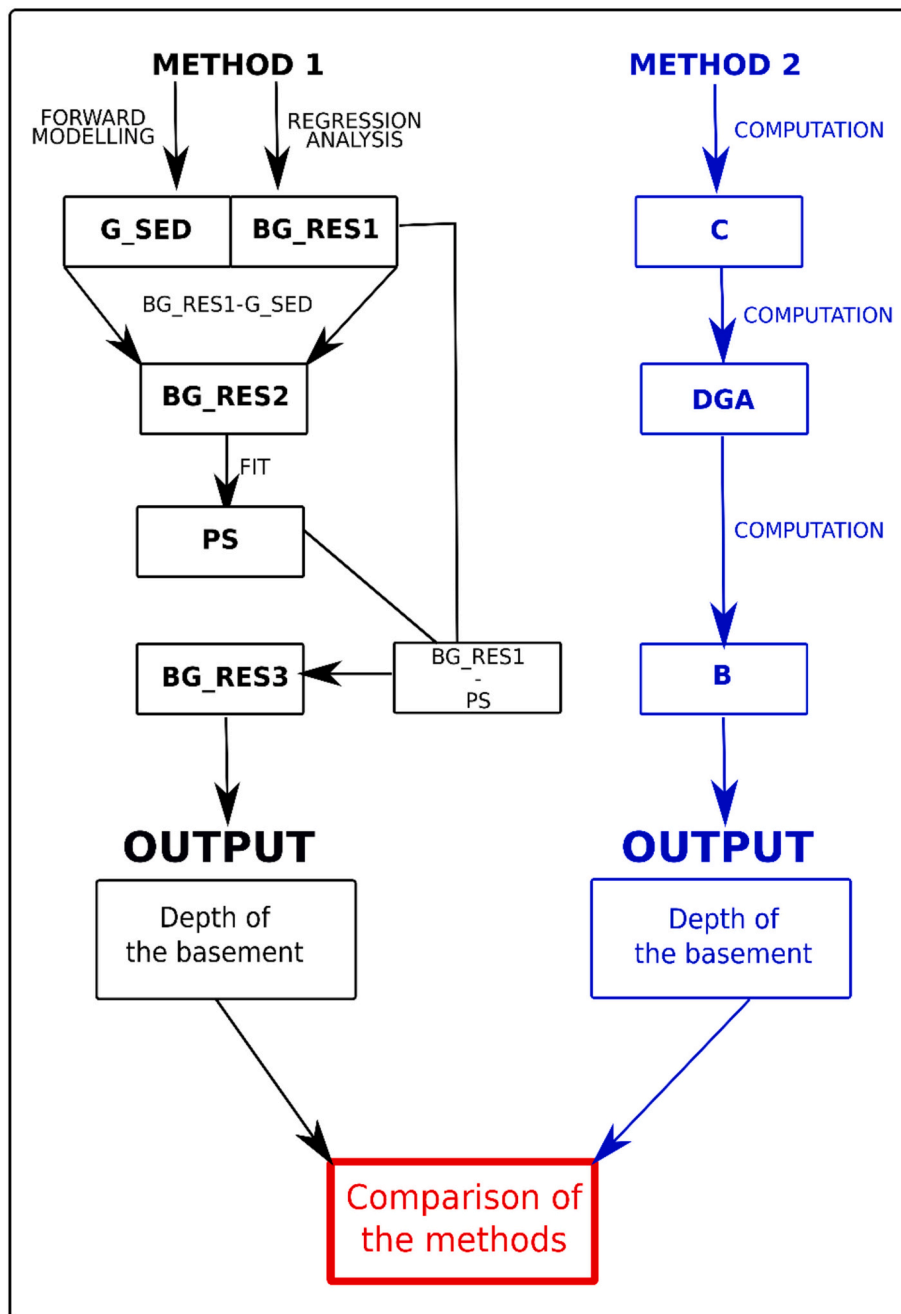 METHOD 1
FORWARD
MODELLING
REGRESSION
ANALYSIS
G_SED
BG_RES1
BG_RES1-G_SED
BG_RES2
FIT
PS
BG_RES1
-
PS
BG_RES3
OUTPUT
Depth of
the basement
METHOD 2
COMPUTATION
C
COMPUTATION
DGA
COMPUTATION
B
OUTPUT
Depth of
the basement
Comparison of
the methods